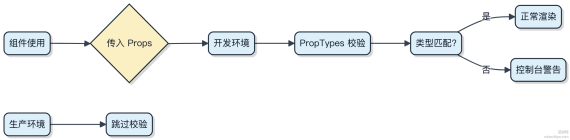 组件使用
传入 Props
开发环境
PropTypes 校验
类型匹配?
是
正常渲染
否
控制台警告
生产环境
跳过校验